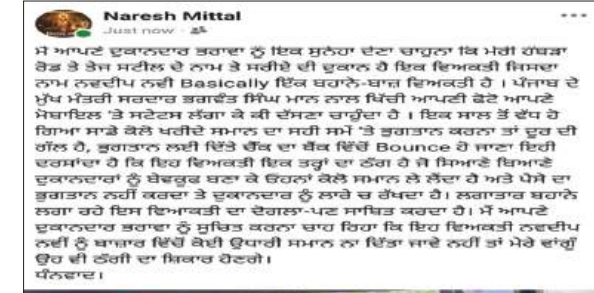 Naresh Mittal
Just now
ਮੈਂ ਆਪਣੇ ਦੁਕਾਨਦਾਰ ਭਰਾਵਾ ਨੂੰ ਇਕ ਸੁਨੇਹਾ ਦੇਣਾ ਚਾਹੁਨਾ ਕਿ ਮੇਰੀ ਹੰਬੜਾ
ਰੋਡ ਤੇ ਤੇਜ ਸਟੀਲ ਦੇ ਨਾਮ ਤੇ ਸਰੀਏ ਦੀ ਦੁਕਾਨ ਹੈ ਇਕ ਵਿਅਕਤੀ ਜਿਸਦਾ
ਨਾਮ ਨਵਦੀਪ ਨਵੀ Basically ਇੱਕ ਬਹਾਨੇ-ਬਾਜ਼ ਵਿਅਕਤੀ ਹੈ । ਪੰਜਾਬ ਦੇ
ਮੁੱਖ ਮੰਤਰੀ ਸਰਦਾਰ ਭਗਵੰਤ ਸਿੰਘ ਮਾਨ ਨਾਲ ਖਿੱਚੀ ਆਪਣੀ ਫੋਟੋ ਆਪਣੇ
ਮੋਬਾਇਲ 'ਤੇ ਸਟੇਟਸ ਲੱਗਾ ਕੇ ਕੀ ਦੱਸਣਾ ਚਾਹੁੰਦਾ ਹੈ । ਇਕ ਸਾਲ ਤੋਂ ਵੱਧ ਹੋ
ਗਿਆ ਸਾਡੇ ਕੋਲੋ ਖਰੀਦੇ ਸਮਾਨ ਦਾ ਸਹੀ ਸਮੇਂ 'ਤੇ ਭੁਗਤਾਨ ਕਰਨਾ ਤਾਂ ਦੂਰ ਦੀ
ਗੱਲ ਹੈ, ਭੁਗਤਾਨ ਲਈ ਦਿੱਤੇ ਚੈੱਕ ਦਾ ਬੈਂਕ ਵਿੱਚੋਂ Bounce ਹੋ ਜਾਣਾ ਇਹੀ
ਦਰਸਾਂਦਾ ਹੈ ਕਿ ਇਹ ਵਿਅਕਤੀ ਇਕ ਤਰ੍ਹਾਂ ਦਾ ਠੱਗ ਹੈ ਜੋ ਸਿਆਣੇ ਬਿਆਣੇ
ਦੁਕਾਨਦਾਰਾਂ ਨੂੰ ਬੇਵਕੂਫ ਬਣਾ ਕੇ ਓਹਨਾਂ ਕੋਲੋ ਸਮਾਨ ਲੇ ਲੈਂਦਾ ਹੈ ਅਤੇ ਪੈਸੇ ਦਾ
ਭੁਗਤਾਨ ਨਹੀਂ ਕਰਦਾ ਤੇ ਦੁਕਾਨਦਾਰ ਨੂੰ ਲਾਰੇ ਚ ਰੱਖਦਾ ਹੈ। ਲਗਾਤਾਰ ਬਹਾਨੇ
ਲਗਾ ਰਹੇ ਇਸ ਵਿਆਕਤੀ ਦਾ ਦੋਗਲਾ-ਪਣ ਸਾਬਿਤ ਕਰਦਾ ਹੈ। ਮੈਂ ਆਪਣੇ
ਦੁਕਾਨਦਾਰ ਭਰਾਵਾ ਨੂੰ ਸੂਚਿਤ ਕਰਨਾ ਚਾਹ ਰਿਹਾ ਕਿ ਇਹ ਵਿਆਕਤੀ ਨਵਦੀਪ
ਨਵੀਂ ਨੂੰ ਬਾਜ਼ਾਰ ਵਿੱਚੋਂ ਕੋਈ ਉਧਾਰੀ ਸਮਾਨ ਨਾ ਦਿੱਤਾ ਜਾਵੇ ਨਹੀਂ ਤਾਂ ਮੇਰੇ ਵਾਂਗੂੰ
ਉਹ ਵੀ ਠੱਗੀ ਦਾ ਸ਼ਿਕਾਰ ਹੋਣਗੇ।
ਧੰਨਵਾਦ।